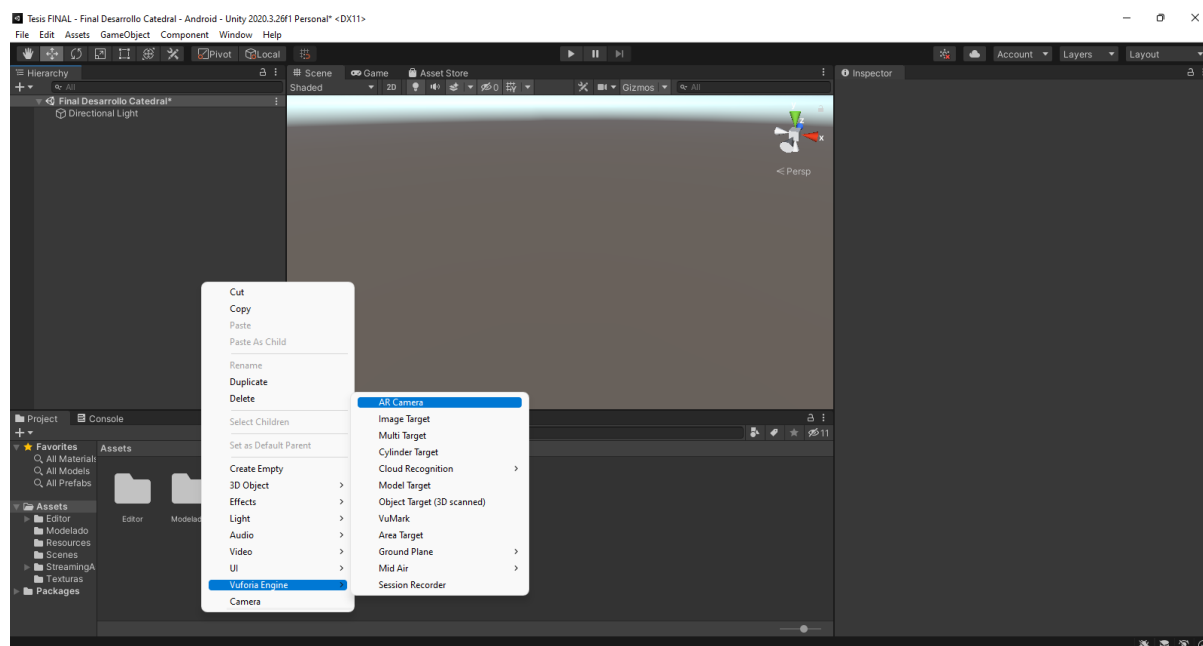 Tesis FINAL - Final Desarrollo Catedral - Android - Unity 2020.3.26f1 Personal* <DX11>
File Edit Assets GameObject Component Window Help
Pivot Local Account Layers Layout
Hierarchy Scene Game Asset Store Inspector
All Shaded 2D 0 Gizmos All
Final Desarrollo Catedral*
Directional Light
y
z
x
Persp
Cut
Copy
Paste
Paste As Child
Rename
Duplicate
Delete
Select Children
Set as Default Parent
Create Empty
3D Object
Effects
Light
Audio
Video
UI
Vuforia Engine
Camera
AR Camera
Image Target
Multi Target
Cylinder Target
Cloud Recognition
Model Target
Object Target (3D scanned)
VuMark
Area Target
Ground Plane
Mid Air
Session Recorder
Project Console
11
Favorites
All Materials
All Models
All Prefabs
Assets
Editor
Modelado
Resources
Scenes
StreamingA
Texturas
Packages
Assets
Editor Modelad